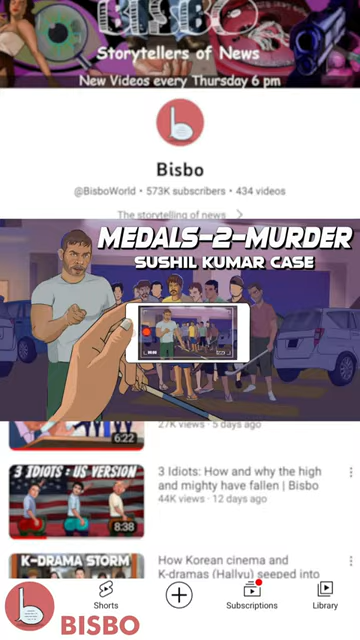 BISBO
Storytellers of News
New Videos every Thursday 6 pm
Bisbo
@BisboWorld • 573K subscribers • 434 videos
The storytelling of news
MEDALS-2-MURDER
SUSHIL KUMAR CASE
27K views · 5 days ago
6:22
3 IDIOTS : US VERSION
8:38
3 Idiots: How and why the high
and mighty have fallen | Bisbo
44K views · 12 days ago
K-DRAMA STORM
How Korean cinema and
K-dramas (Hallyu) seeped into
Shorts
Subscriptions
Library
b
BISBO